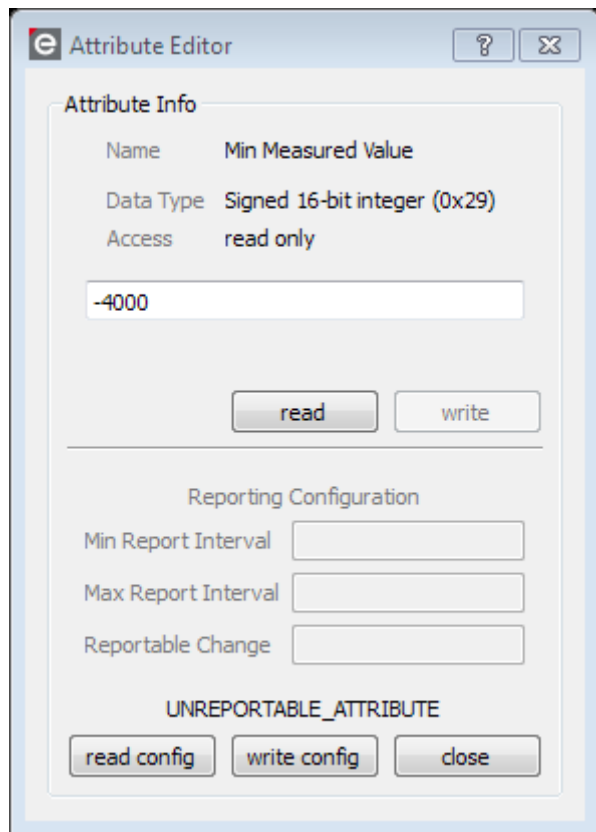 e Attribute Editor ?
Attribute Info
Name Min Measured Value
Data Type Signed 16-bit integer (0x29)
Access read only
-4000
read write
Reporting Configuration
Min Report Interval
Max Report Interval
Reportable Change
UNREPORTABLE_ATTRIBUTE
read config write config close